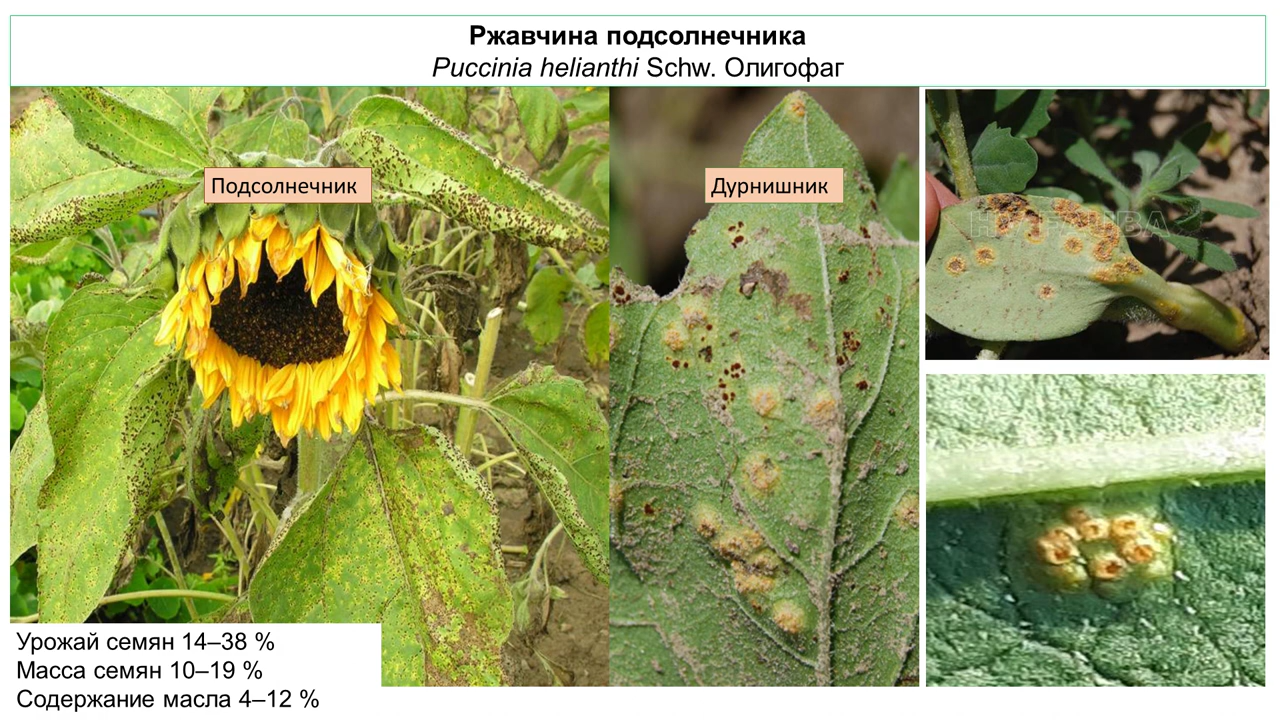 Ржавчина подсолнечника
Puccinia helianthi Schw. Олигофаг
Подсолнечник
Дурнишник
Урожай семян 14–38 %
Масса семян 10–19 %
Содержание масла 4–12 %